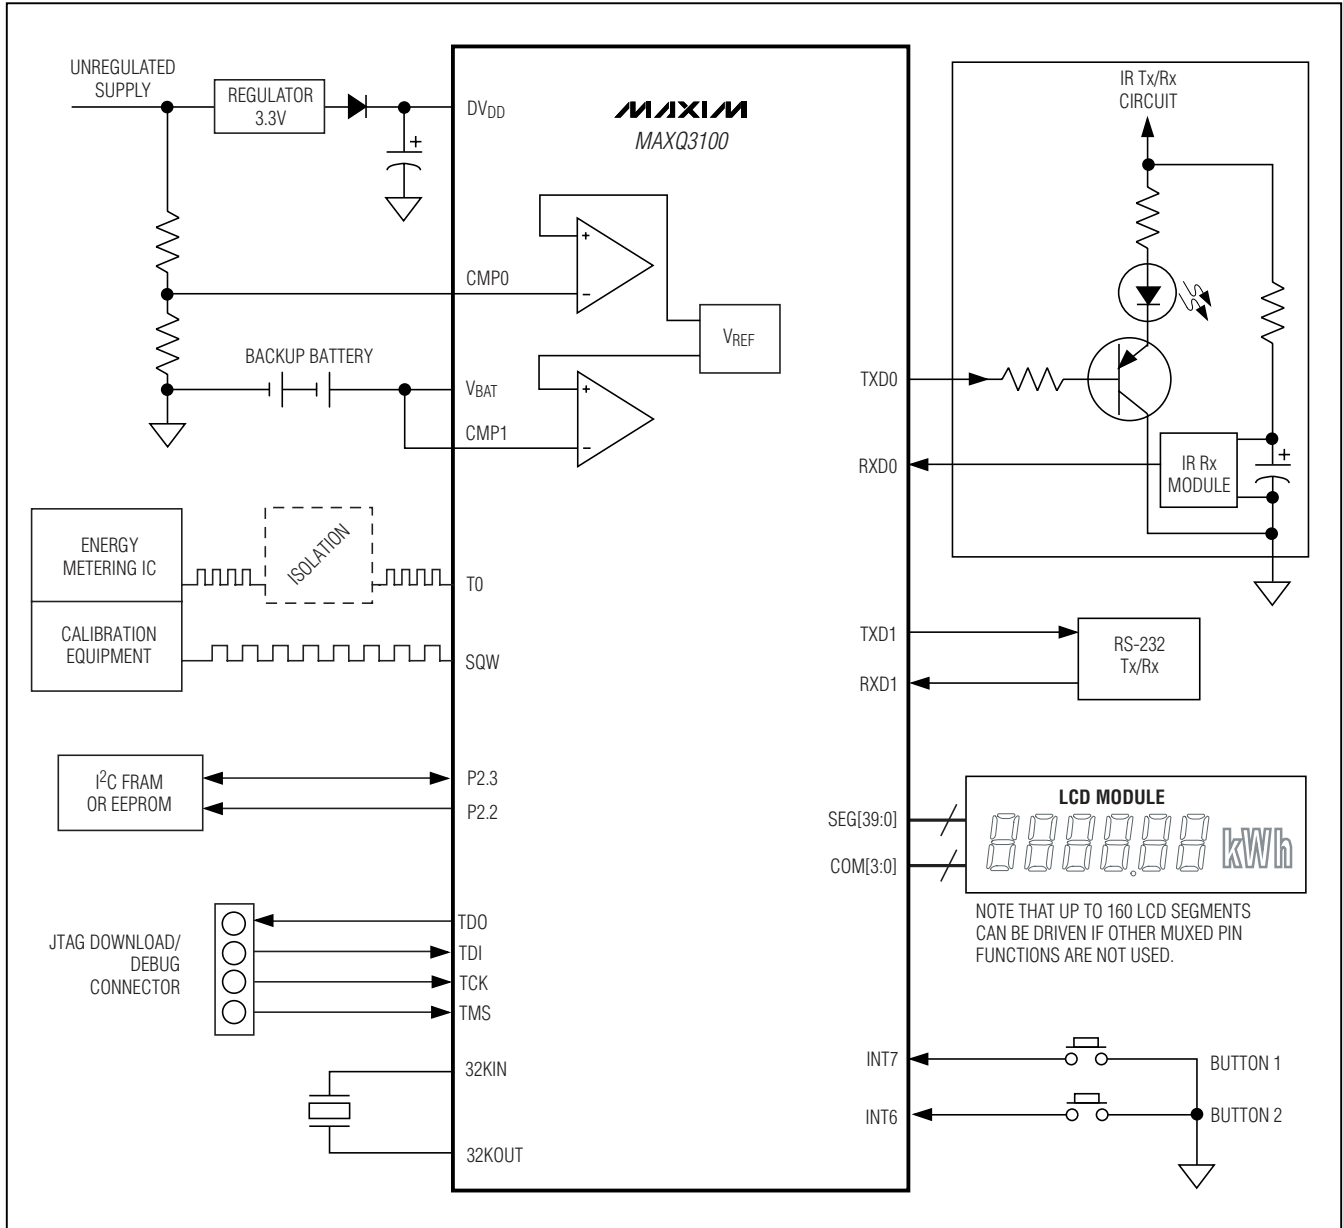 UNREGULATED
SUPPLY
REGULATOR
3.3V
+
DVDD
MAXIM
MAXQ3100
+
−
CMP0
VREF
BACKUP BATTERY
VBAT
CMP1
+
−
ENERGY
METERING IC
ISOLATION
T0
CALIBRATION
EQUIPMENT
SQW
I2C FRAM
OR EEPROM
P2.3
P2.2
JTAG DOWNLOAD/
DEBUG
CONNECTOR
TDO
TDI
TCK
TMS
32KIN
32KOUT
IR Tx/Rx
CIRCUIT
TXD0
RXD0
IR Rx
MODULE
+
TXD1
RXD1
RS-232
Tx/Rx
LCD MODULE
SEG[39:0]
COM[3:0]
888888 kWh
NOTE THAT UP TO 160 LCD SEGMENTS
CAN BE DRIVEN IF OTHER MUXED PIN
FUNCTIONS ARE NOT USED.
INT7
BUTTON 1
INT6
BUTTON 2